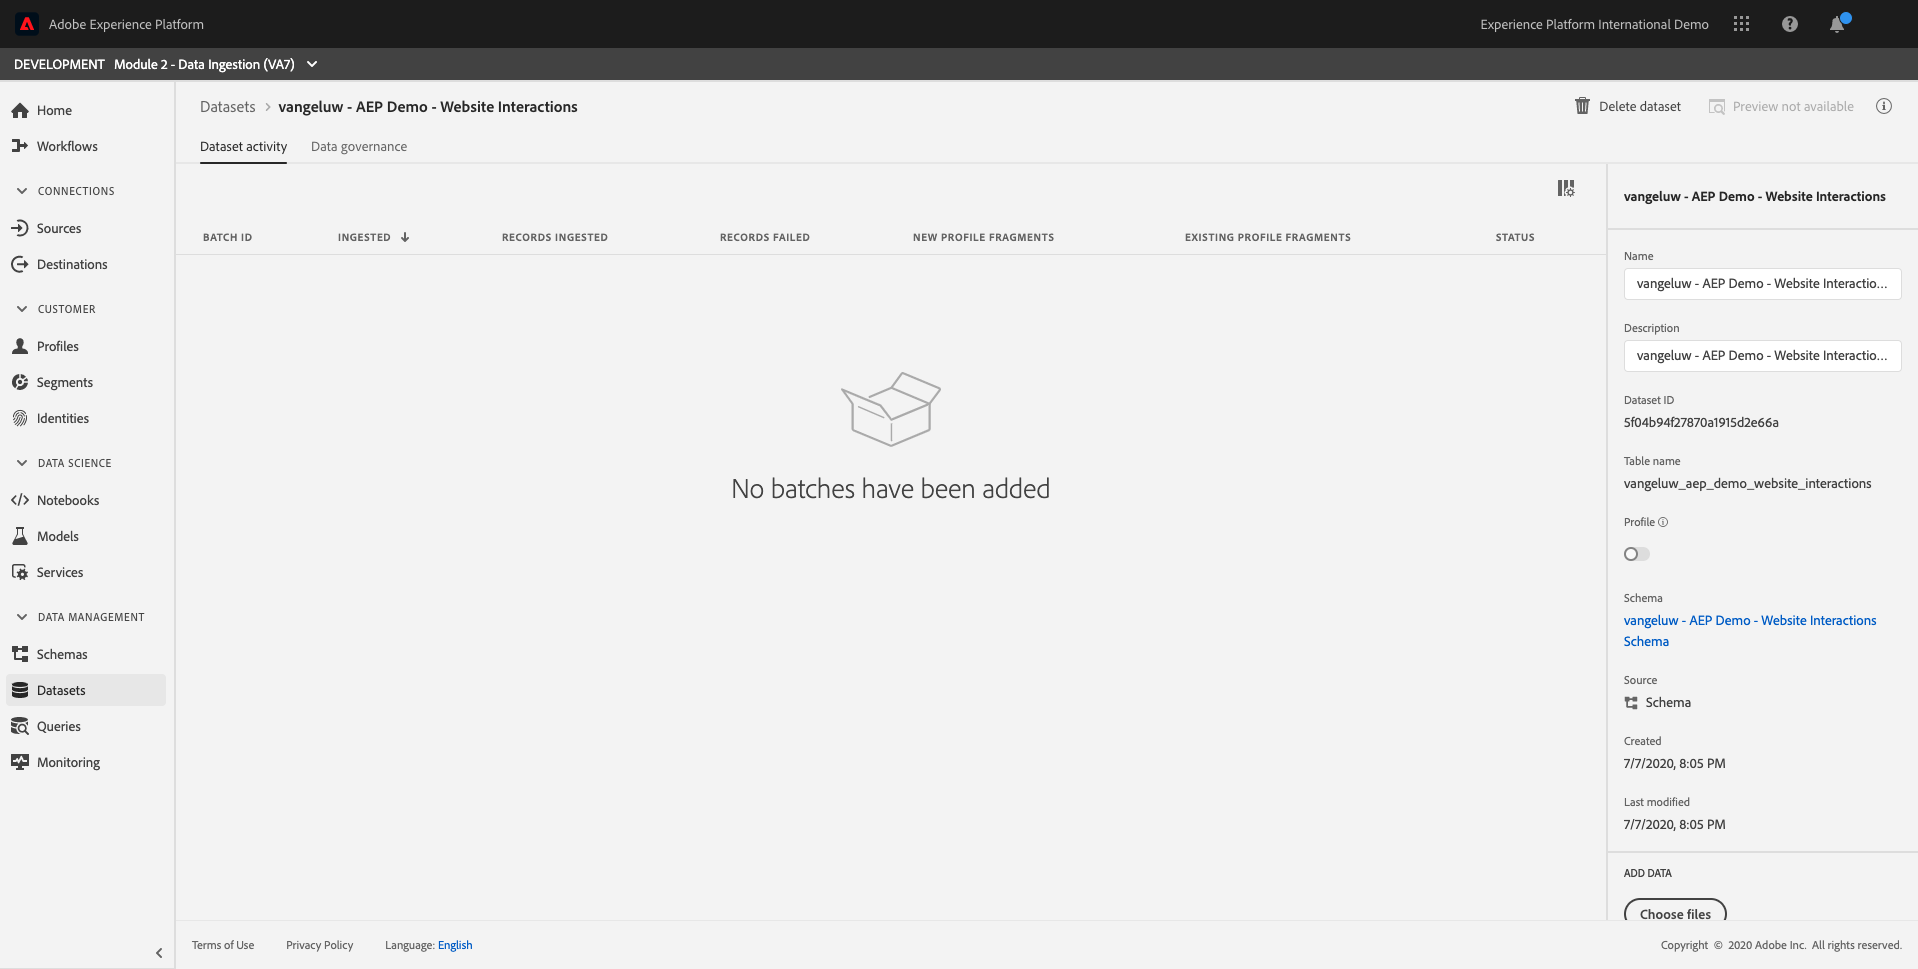 Adobe Experience Platform
Experience Platform International Demo
DEVELOPMENT Module 2 - Data Ingestion (VA7)
Home
Workflows
CONNECTIONS
Sources
Destinations
CUSTOMER
Profiles
Segments
Identities
DATA SCIENCE
Notebooks
Models
Services
DATA MANAGEMENT
Schemas
Datasets
Queries
Monitoring
Datasets > vangeluw - AEP Demo - Website Interactions
Delete dataset
Preview not available
Dataset activity
Data governance
BATCH ID
INGESTED
RECORDS INGESTED
RECORDS FAILED
NEW PROFILE FRAGMENTS
EXISTING PROFILE FRAGMENTS
STATUS
No batches have been added
vangeluw - AEP Demo - Website Interactions
Name
vangeluw - AEP Demo - Website Interactio...
Description
vangeluw - AEP Demo - Website Interactio...
Dataset ID
5f04b94f27870a1915d2e66a
Table name
vangeluw_aep_demo_website_interactions
Profile
Schema
vangeluw - AEP Demo - Website Interactions
Schema
Source
Schema
Created
7/7/2020, 8:05 PM
Last modified
7/7/2020, 8:05 PM
ADD DATA
Choose files
Terms of Use
Privacy Policy
Language: English
Copyright © 2020 Adobe Inc. All rights reserved.